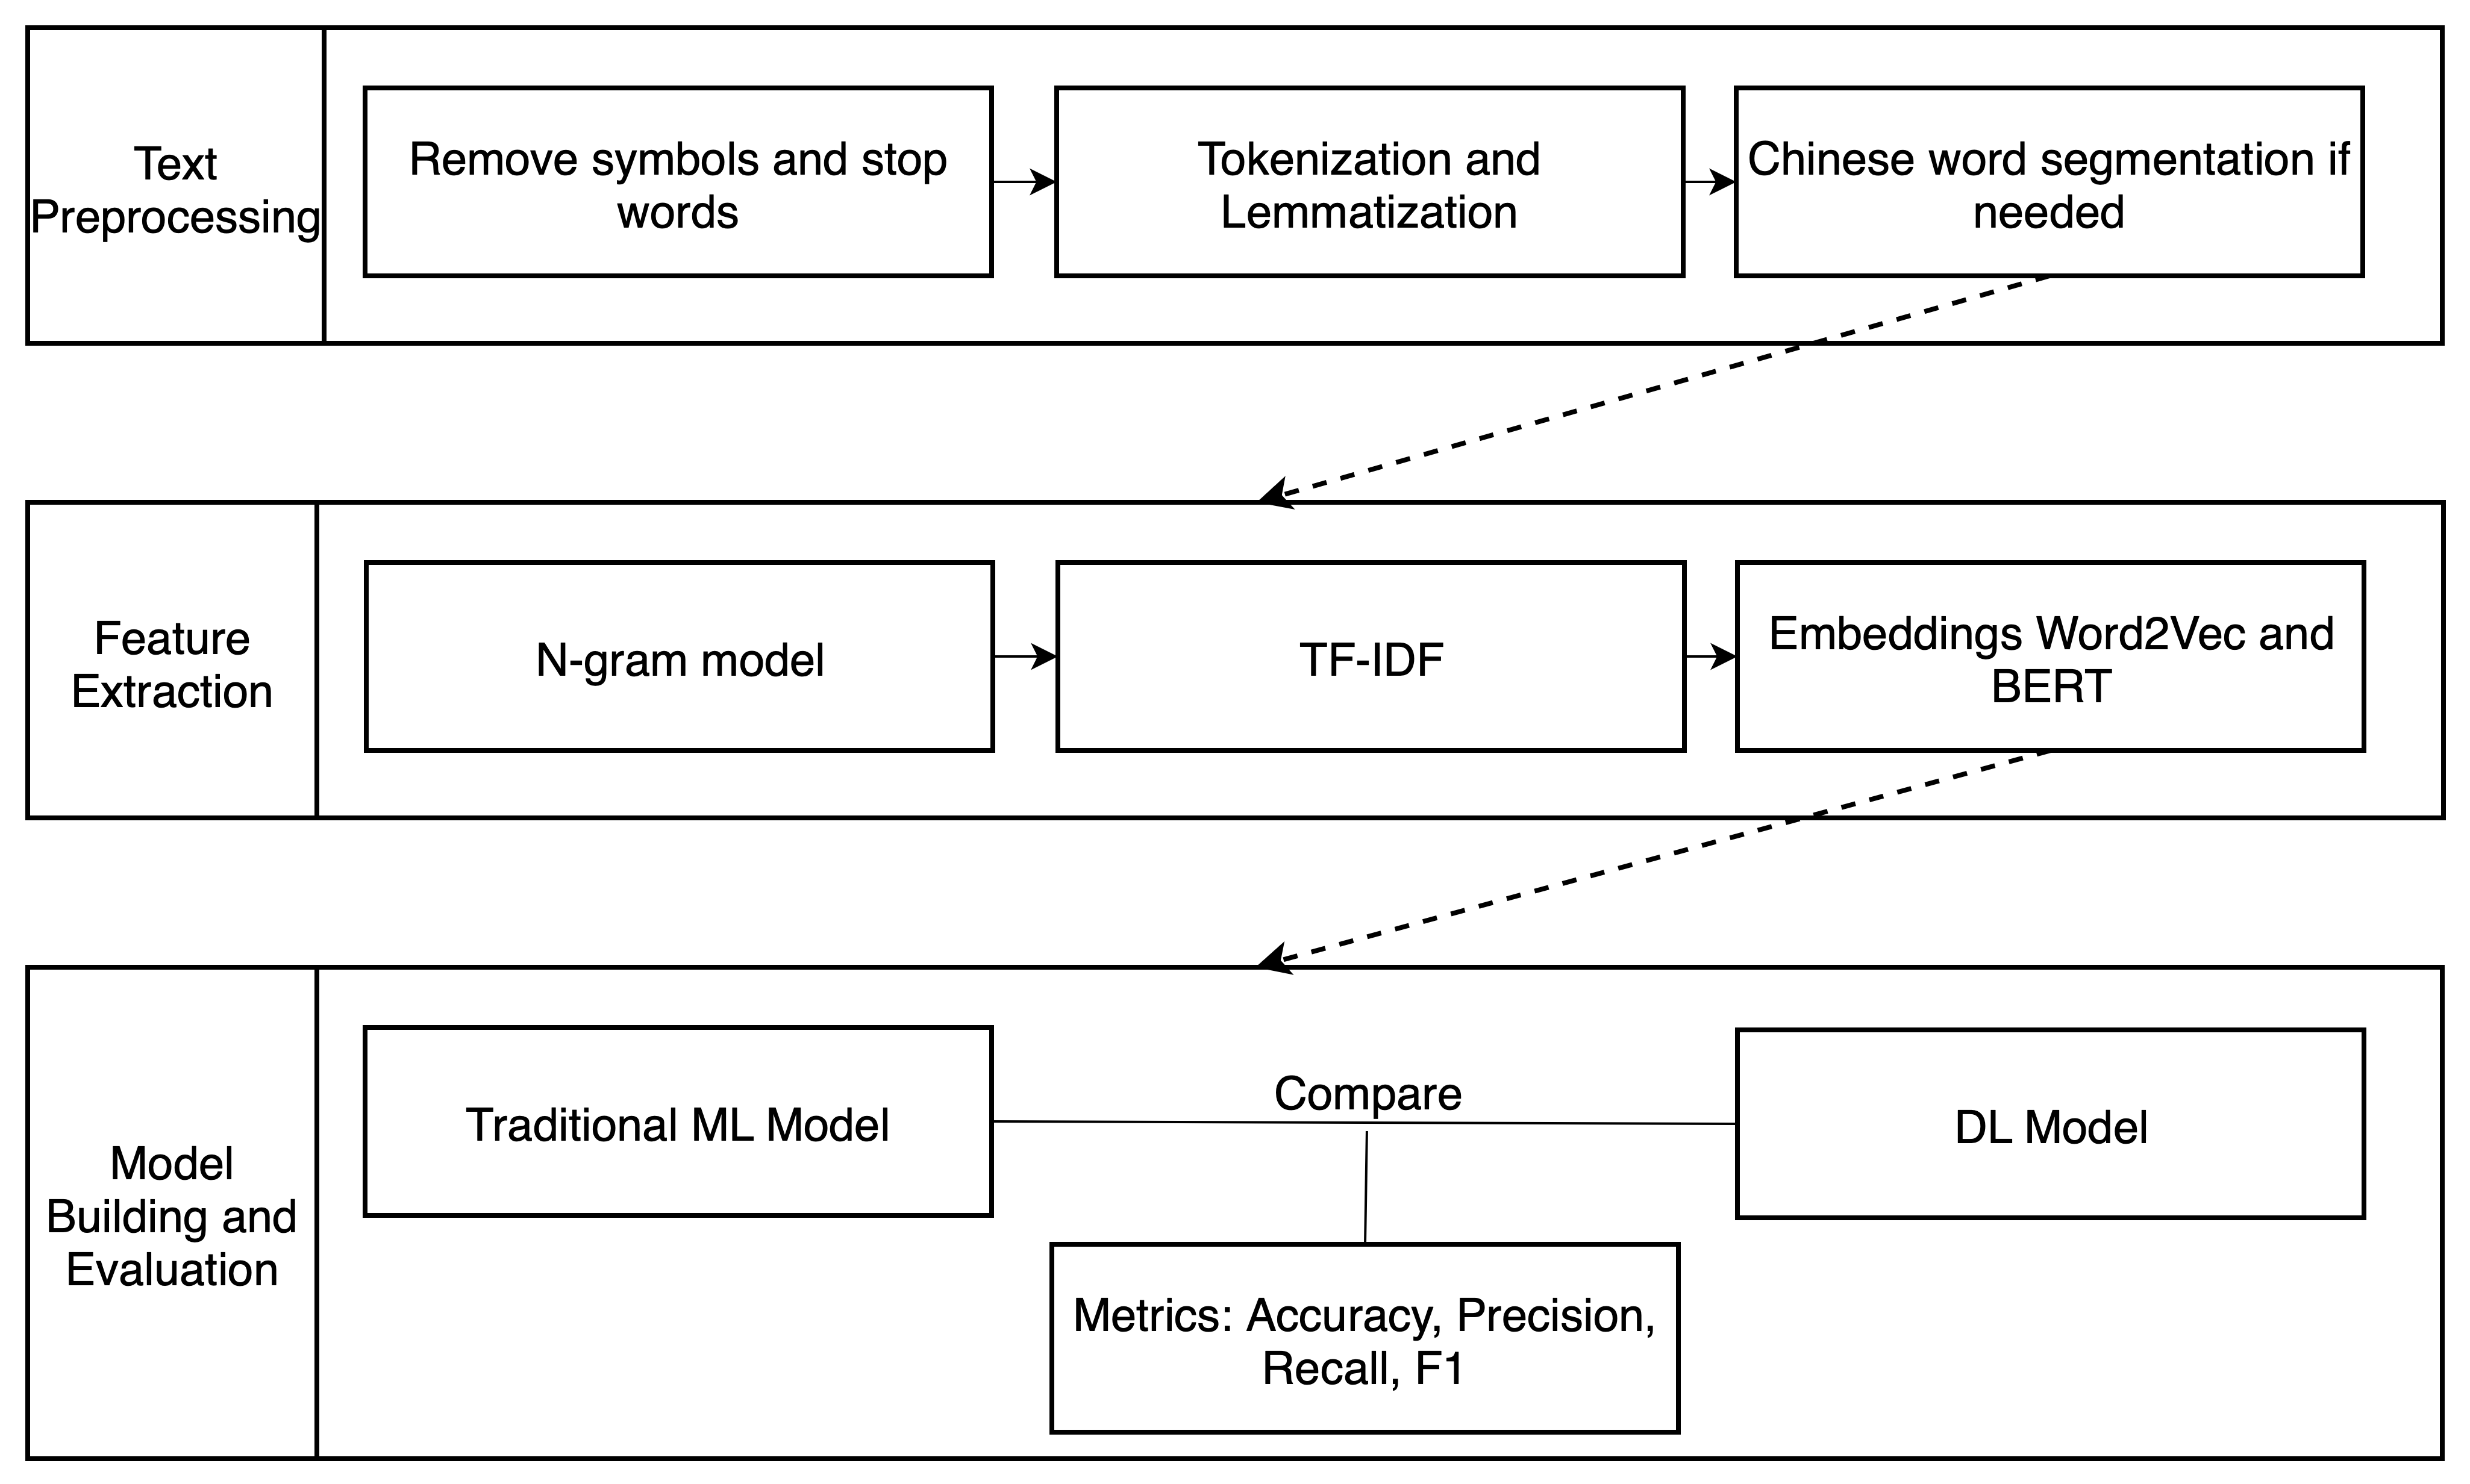 Text
Preprocessing
Remove symbols and stop
words
Tokenization and
Lemmatization
Chinese word segmentation if
needed
Feature
Extraction
N-gram model
TF-IDF
Embeddings Word2Vec and
BERT
Model
Building and
Evaluation
Traditional ML Model
Compare
DL Model
Metrics: Accuracy, Precision,
Recall, F1